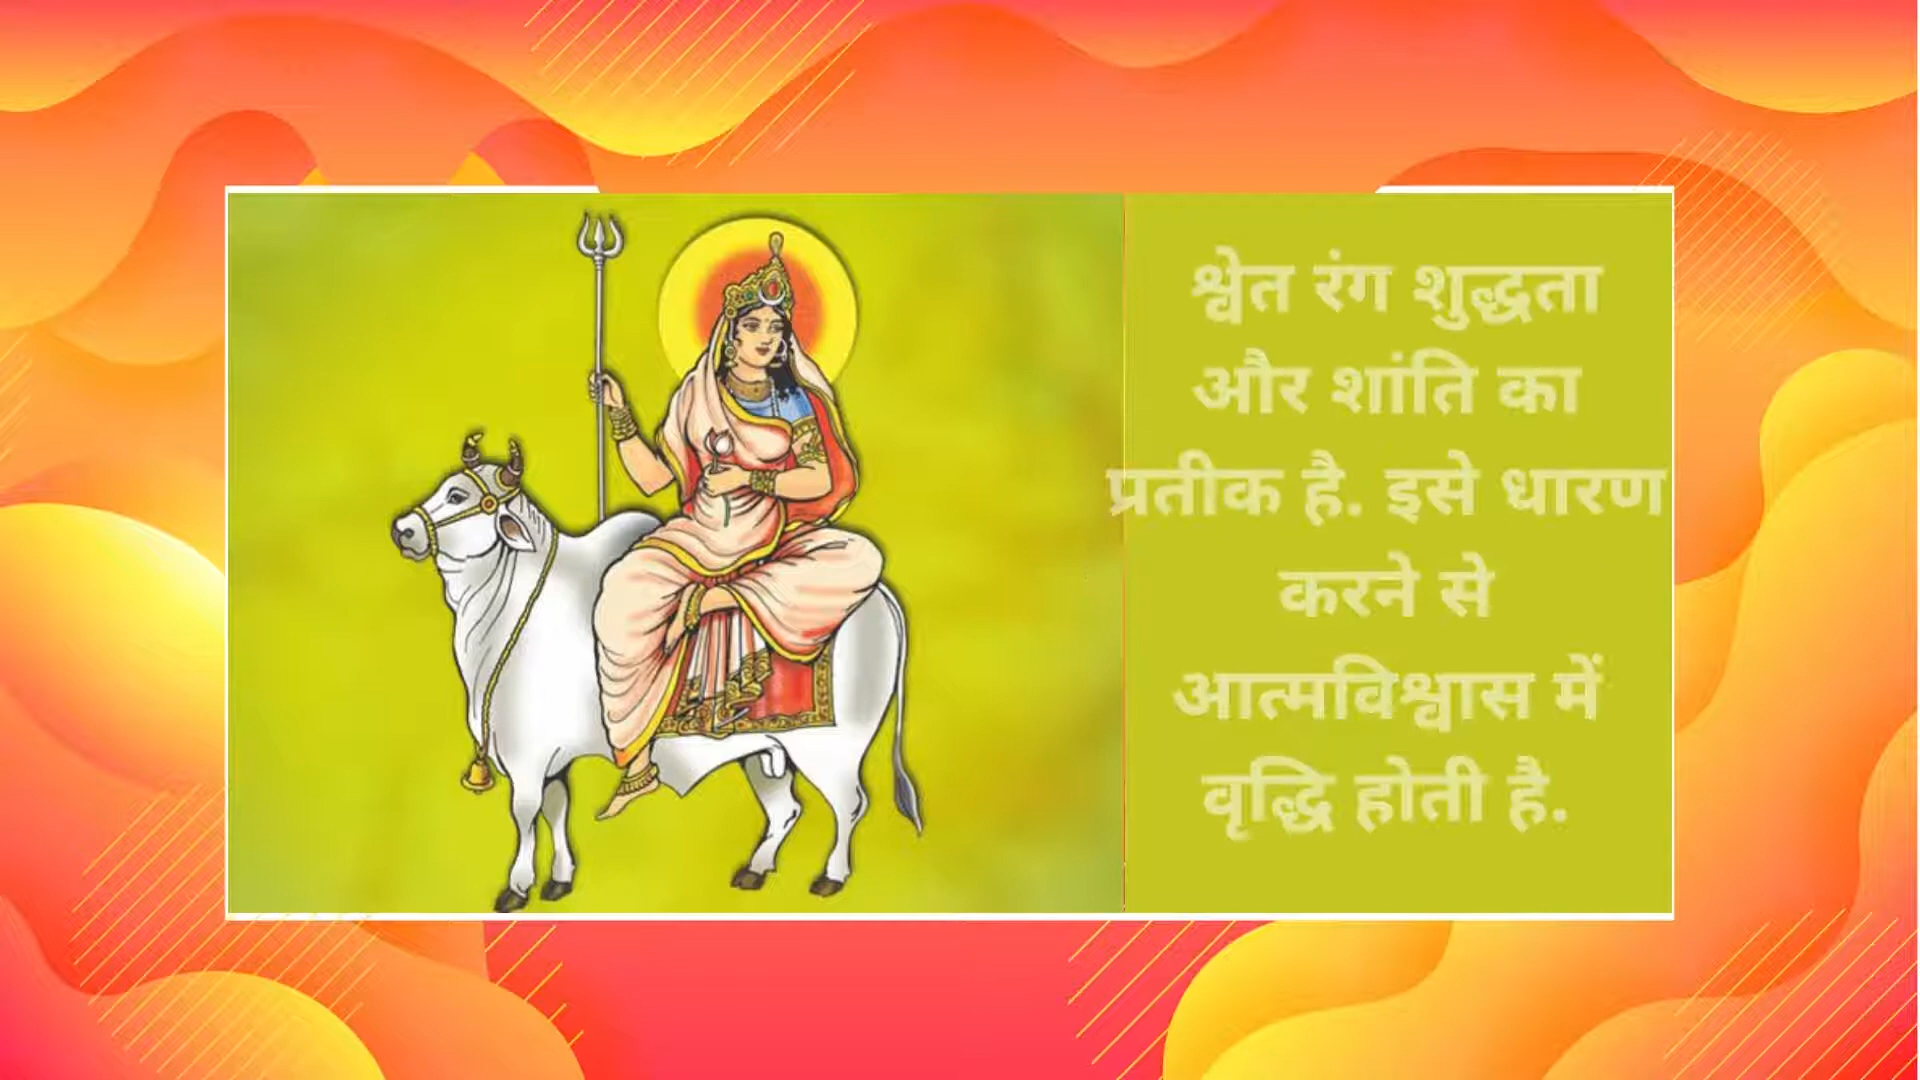 श्वेत रंग शुद्धता
और शांति का
प्रतीक है. इसे धारण
करने से
आत्मविश्वास में
वृद्धि होती है.